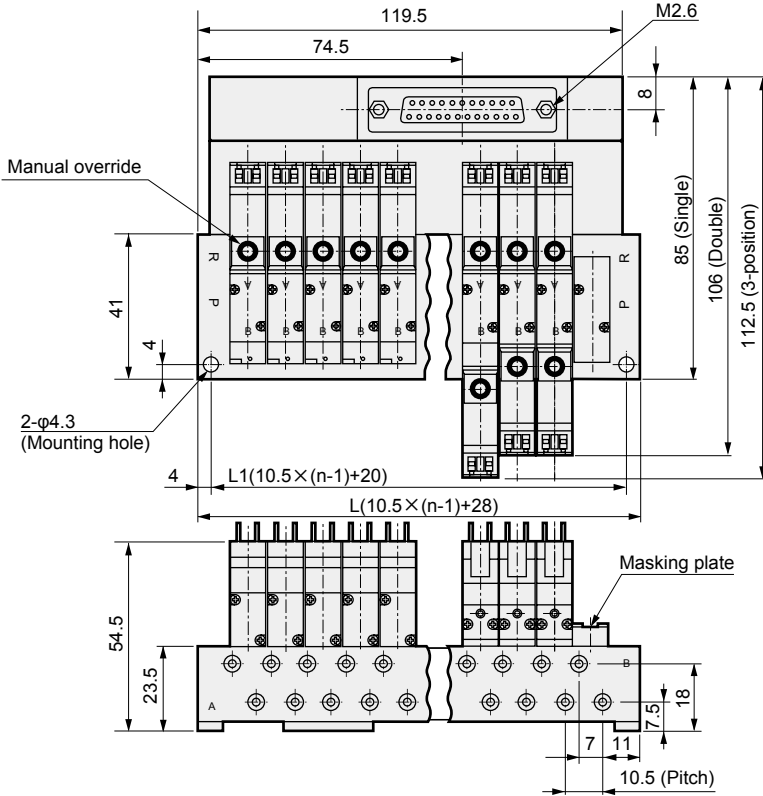 119.5
M2.6
74.5
8
Manual override
85 (Single)
106 (Double)
112.5 (3-position)
R
R
P
P
41
B
B
B
B
B
B
B
B
4
2-φ4.3
(Mounting hole)
4
L1(10.5×(n-1)+20)
L(10.5×(n-1)+28)
Masking plate
54.5
23.5
B
A
18
7.5
7
11
10.5 (Pitch)